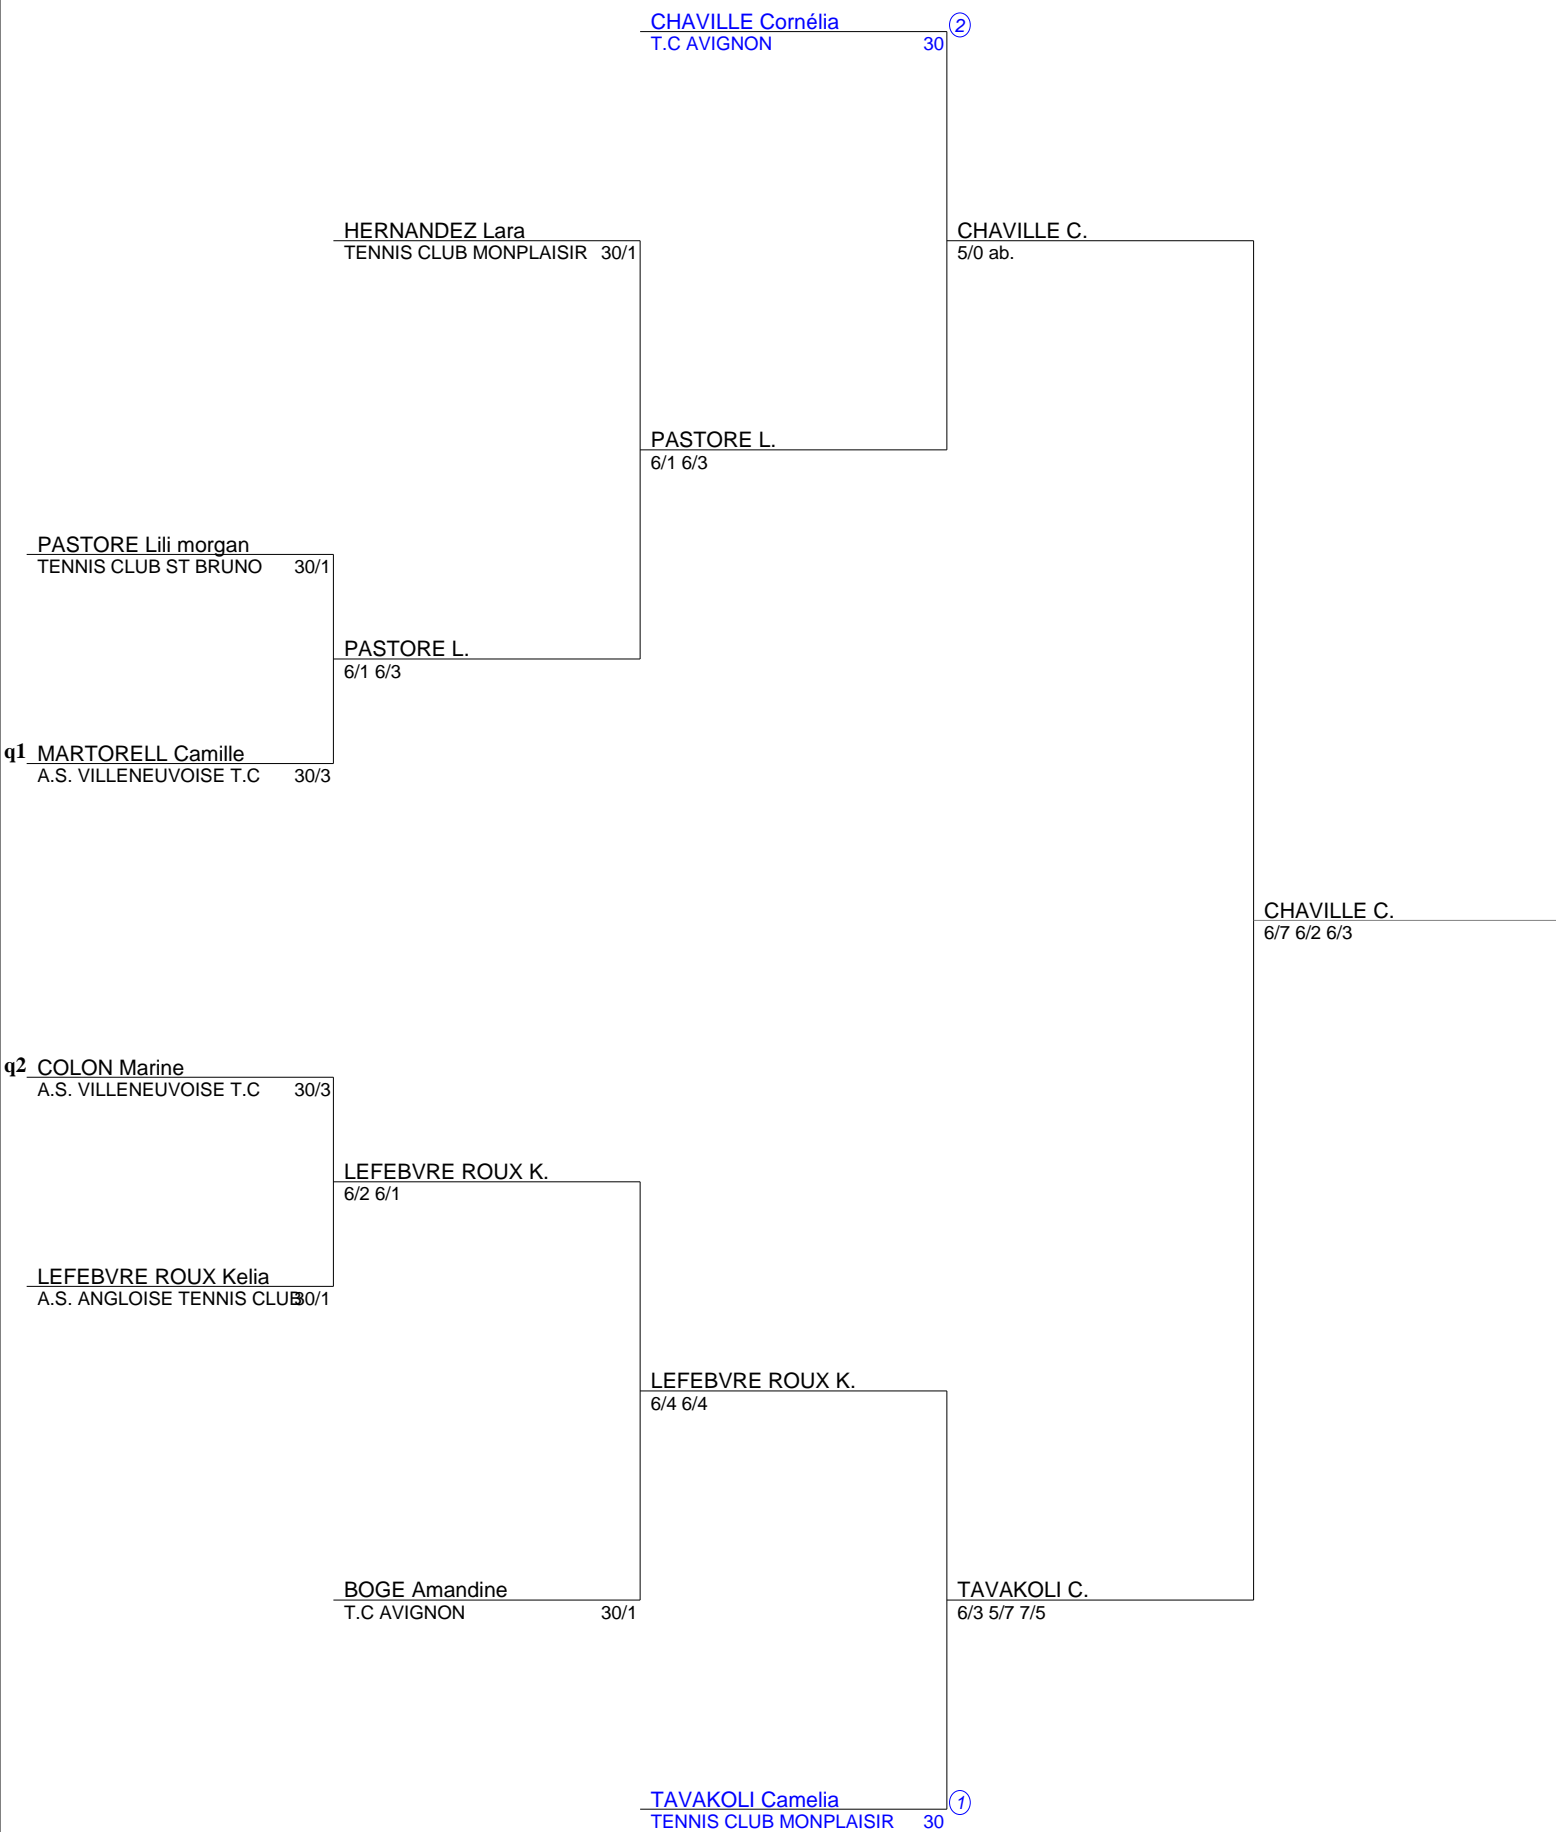 CHAVILLE Cornélia 2
T.C AVIGNON 30
HERNANDEZ Lara
TENNIS CLUB MONPLAISIR 30/1
CHAVILLE C.
5/0 ab.
PASTORE L.
6/1 6/3
PASTORE Lili morgan
TENNIS CLUB ST BRUNO 30/1
PASTORE L.
6/1 6/3
q1 MARTORELL Camille
A.S. VILLENEUVOISE T.C 30/3
CHAVILLE C.
6/7 6/2 6/3
q2 COLON Marine
A.S. VILLENEUVOISE T.C 30/3
LEFEBVRE ROUX K.
6/2 6/1
LEFEBVRE ROUX Kelia
A.S. ANGLOISE TENNIS CLUB 30/1
LEFEBVRE ROUX K.
6/4 6/4
BOGE Amandine
T.C AVIGNON 30/1
TAVAKOLI C.
6/3 5/7 7/5
TAVAKOLI Camelia 1
TENNIS CLUB MONPLAISIR 30